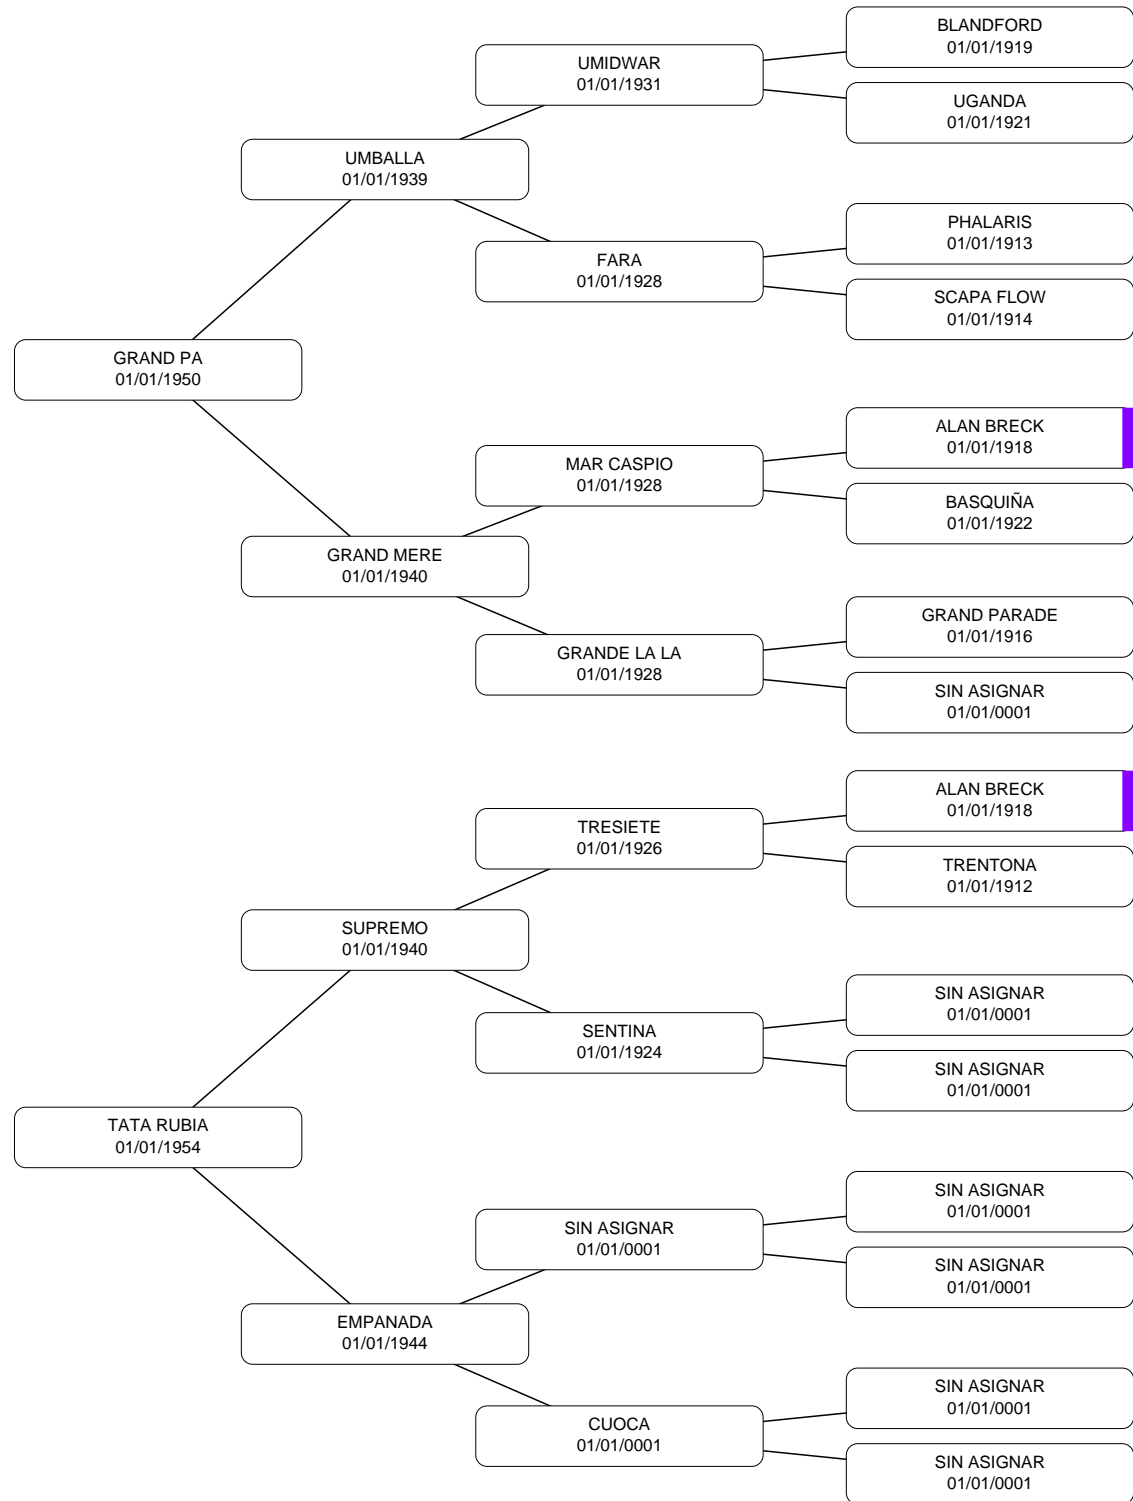 BLANDFORD
01/01/1919
UMIDWAR
01/01/1931
UGANDA
01/01/1921
UMBALLA
01/01/1939
PHALARIS
01/01/1913
FARA
01/01/1928
SCAPA FLOW
01/01/1914
GRAND PA
01/01/1950
ALAN BRECK
01/01/1918
MAR CASPIO
01/01/1928
BASQUIÑA
01/01/1922
GRAND MERE
01/01/1940
GRAND PARADE
01/01/1916
GRANDE LA LA
01/01/1928
SIN ASIGNAR
01/01/0001
ALAN BRECK
01/01/1918
TRESIETE
01/01/1926
TRENTONA
01/01/1912
SUPREMO
01/01/1940
SIN ASIGNAR
01/01/0001
SENTINA
01/01/1924
SIN ASIGNAR
01/01/0001
TATA RUBIA
01/01/1954
SIN ASIGNAR
01/01/0001
SIN ASIGNAR
01/01/0001
SIN ASIGNAR
01/01/0001
EMPANADA
01/01/1944
SIN ASIGNAR
01/01/0001
CUOCA
01/01/0001
SIN ASIGNAR
01/01/0001